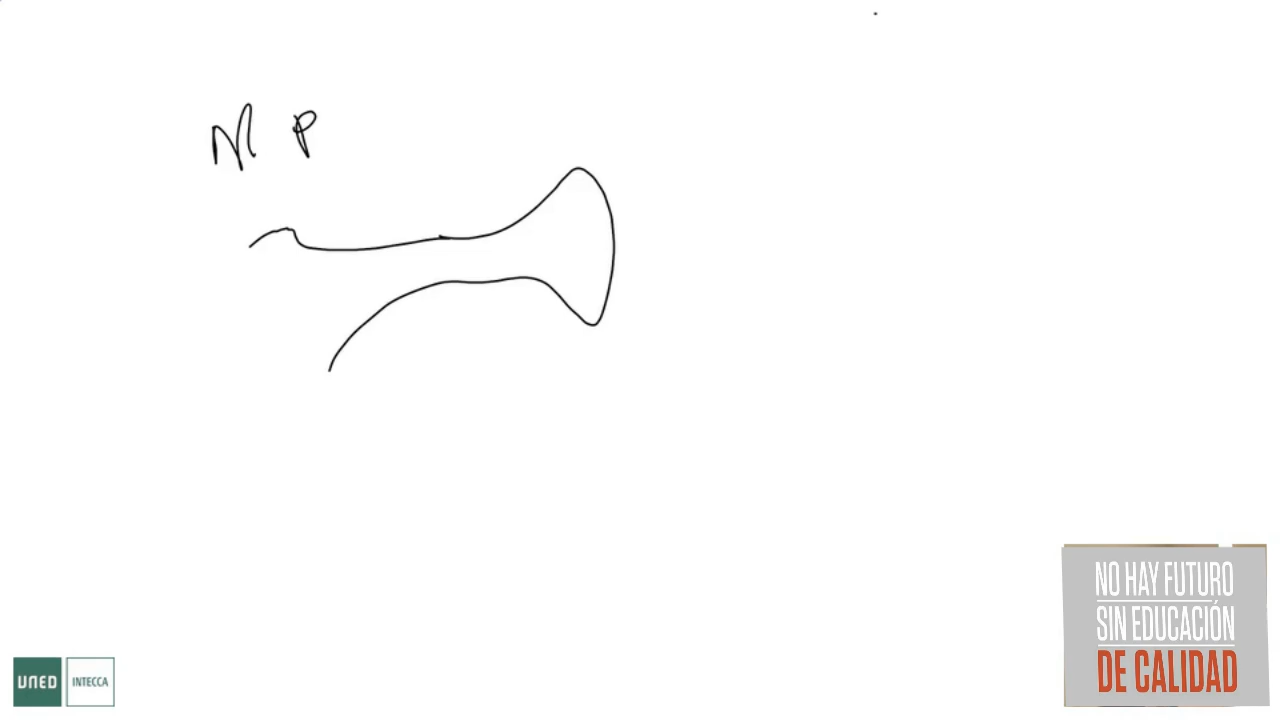 M P
NO HAY FUTURO
SIN EDUCACIÓN
DE CALIDAD
UNED
INTECCA